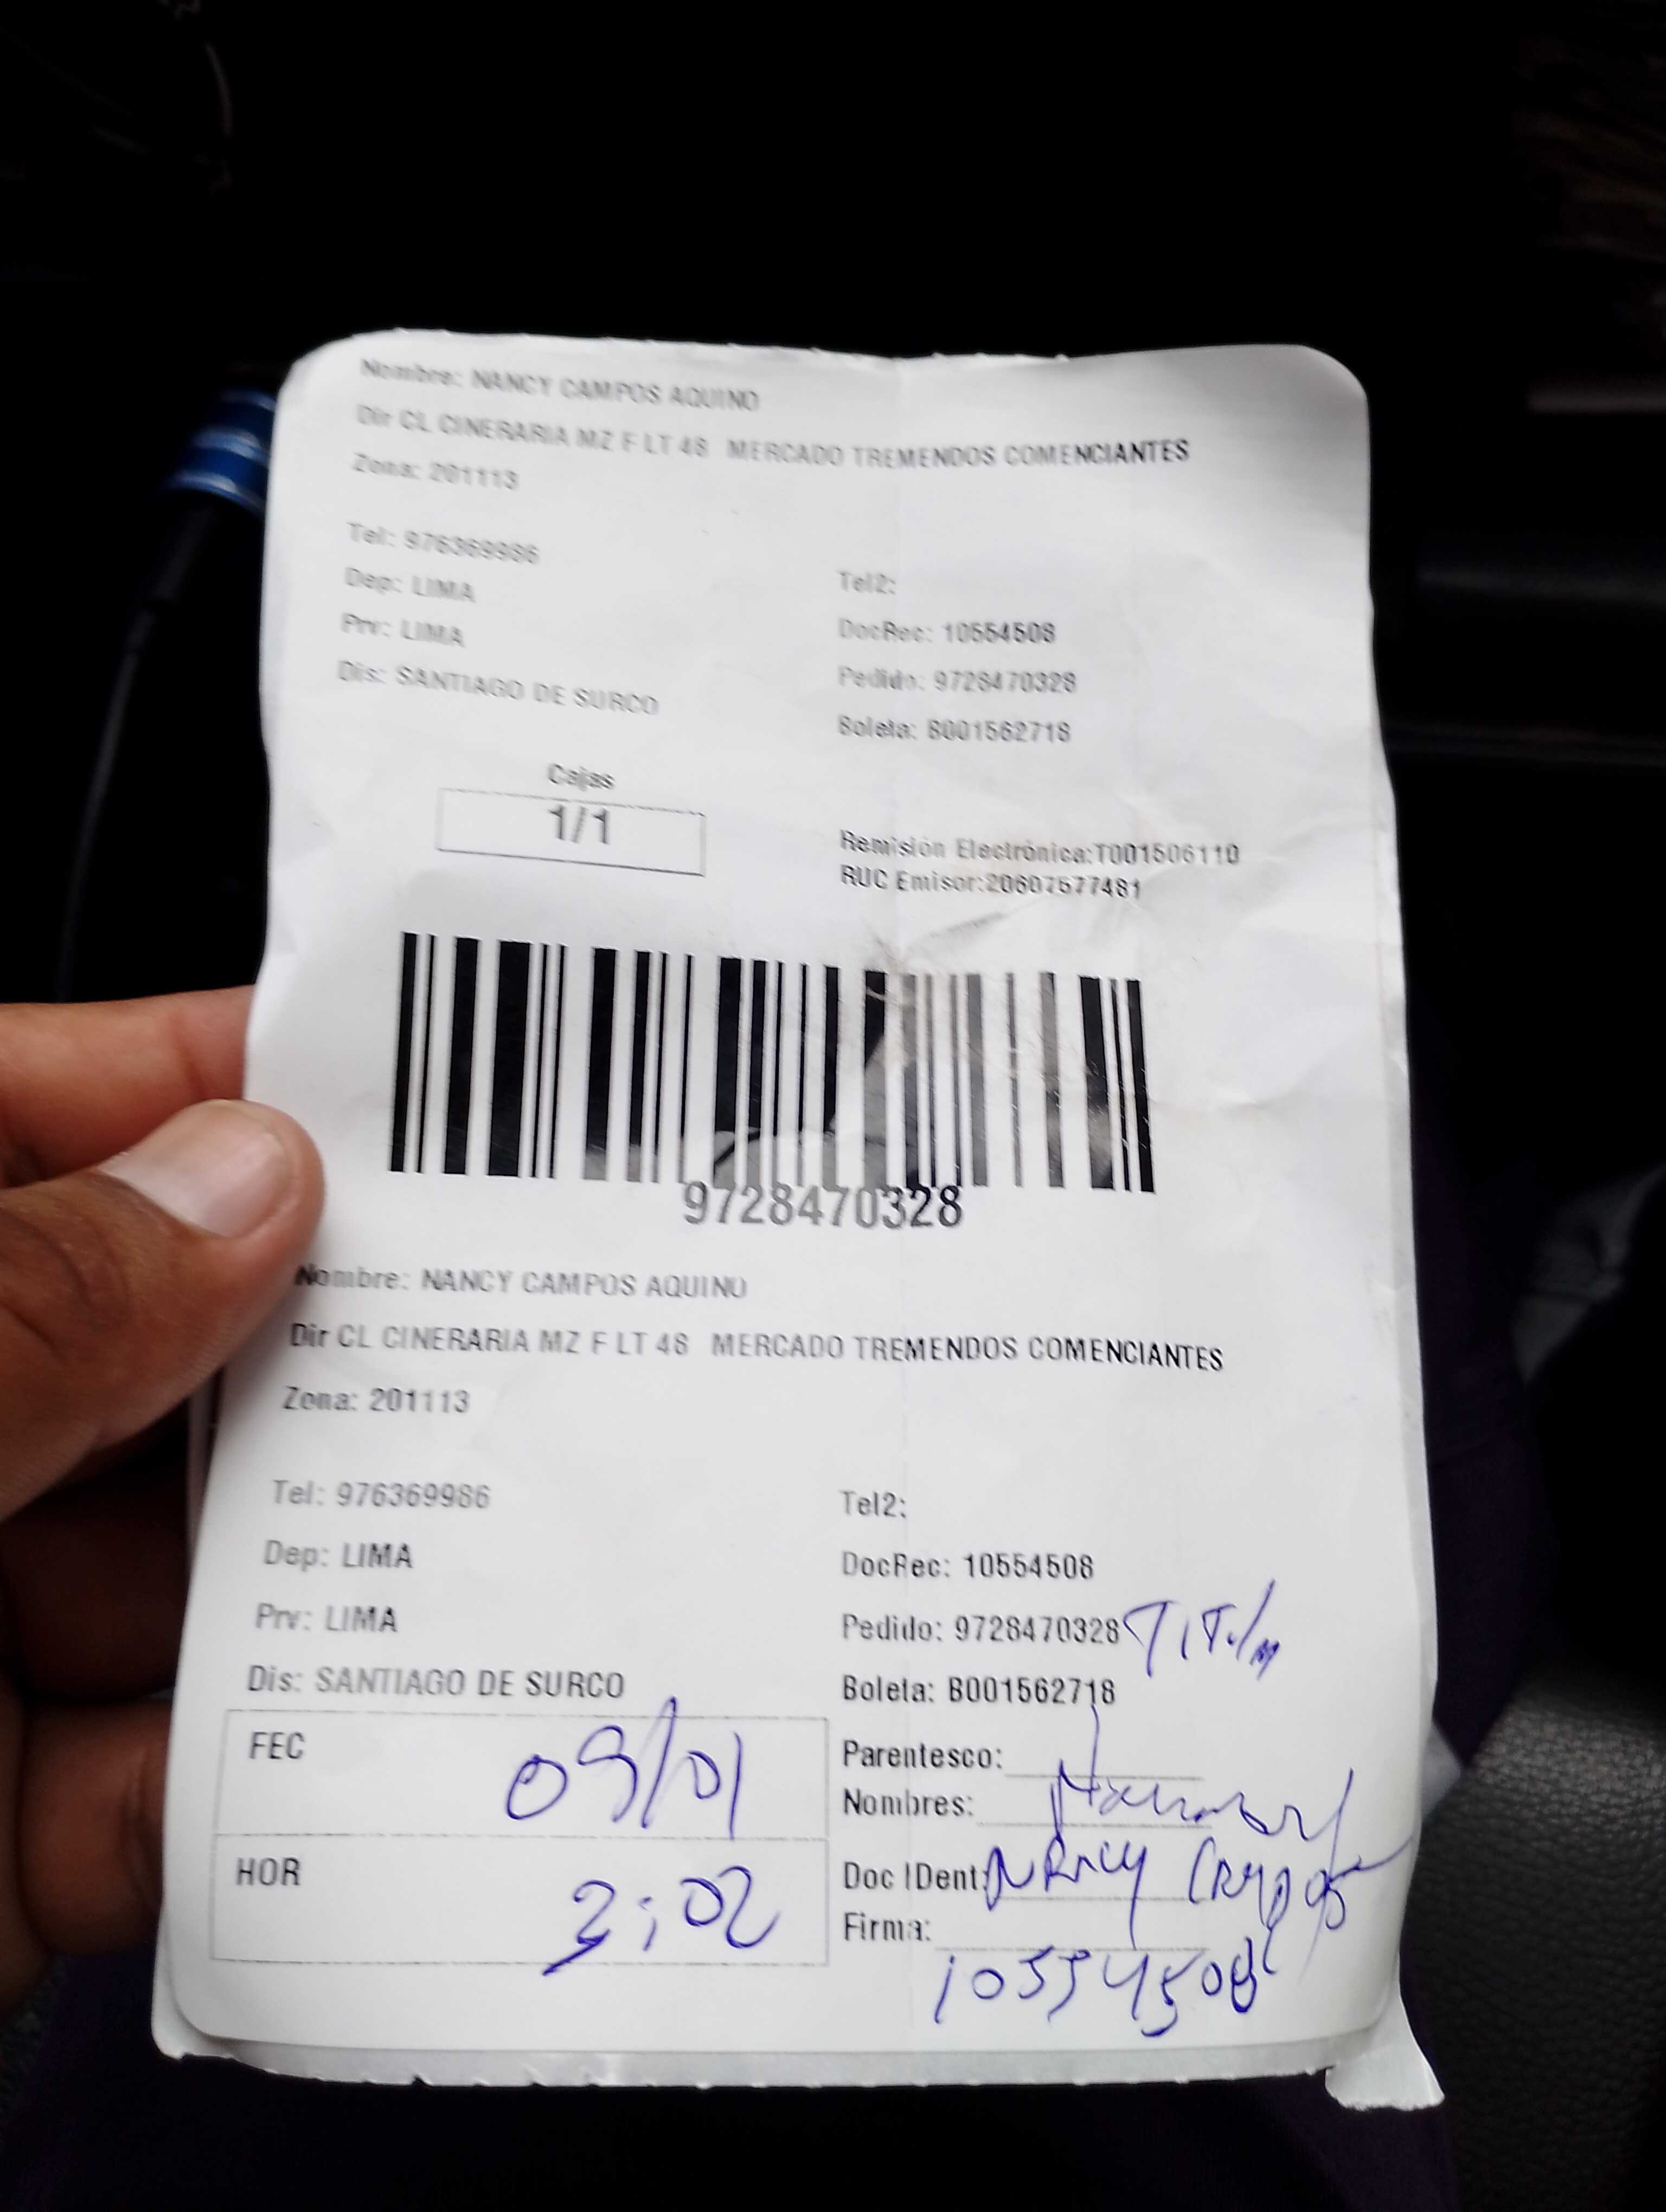 Nombre: NANCY CAMPOS AQUINO
Dir CL CINERARIA MZ F LT 48 MERCADO TREMENDOS COMENCIANTES
Zona: 201113
Tel: 976369986
Tel2:
Dep: LIMA
DocRec: 10554508
Prv: LIMA
Pedido: 9728470328
Dis: SANTIAGO DE SURCO
Boleta: B001562718
Cajas
1/1
Remisión Electrónica:T001506110
RUC Emisor:20607577481
9728470328
Nombre: NANCY CAMPOS AQUINO
Dir CL CINERARIA MZ F LT 48 MERCADO TREMENDOS COMENCIANTES
Zona: 201113
Tel: 976369986
Tel2:
Dep: LIMA
DocRec: 10554508
Prv: LIMA
Pedido: 9728470328
Dis: SANTIAGO DE SURCO
Boleta: B001562718
FEC 09/01
Parentesco:
Nombres:
HOR 3:02
Doc IDent: NANCY CAMPOS
Firma:
10554508